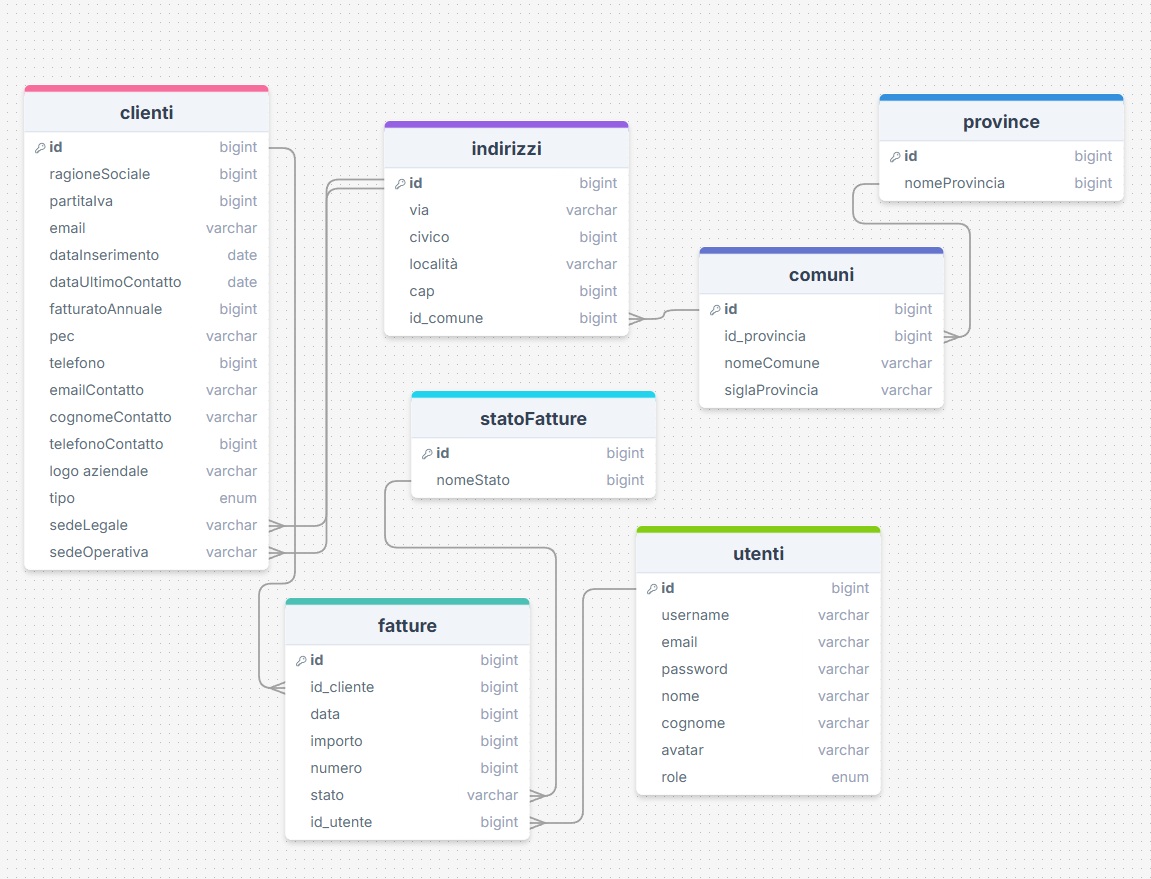 clienti
id bigint
ragioneSociale bigint
partitaIva bigint
email varchar
dataInserimento date
dataUltimoContatto date
fatturatoAnnuale bigint
pec varchar
telefono bigint
emailContatto varchar
cognomeContatto varchar
telefonoContatto bigint
logo aziendale varchar
tipo enum
sedeLegale varchar
sedeOperativa varchar
indirizzi
id bigint
via varchar
civico bigint
località varchar
cap bigint
id_comune bigint
province
id bigint
nomeProvincia bigint
comuni
id bigint
id_provincia bigint
nomeComune varchar
siglaProvincia varchar
statoFatture
id bigint
nomeStato bigint
utenti
id bigint
username varchar
email varchar
password varchar
nome varchar
cognome varchar
avatar varchar
role enum
fatture
id bigint
id_cliente bigint
data bigint
importo bigint
numero bigint
stato varchar
id_utente bigint